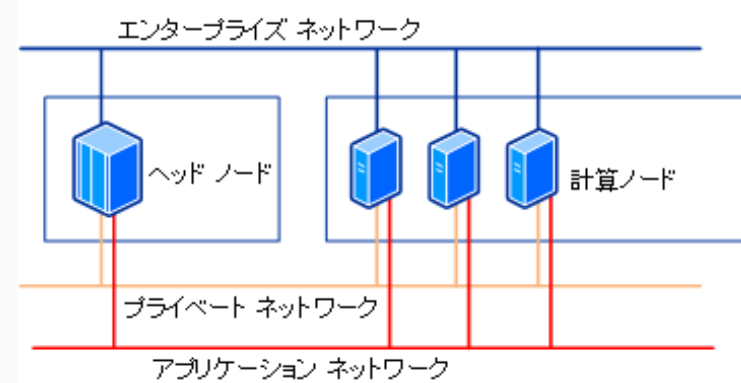 エンタープライズ ネットワーク
ヘッド ノード
計算ノード
プライベート ネットワーク
アプリケーション ネットワーク